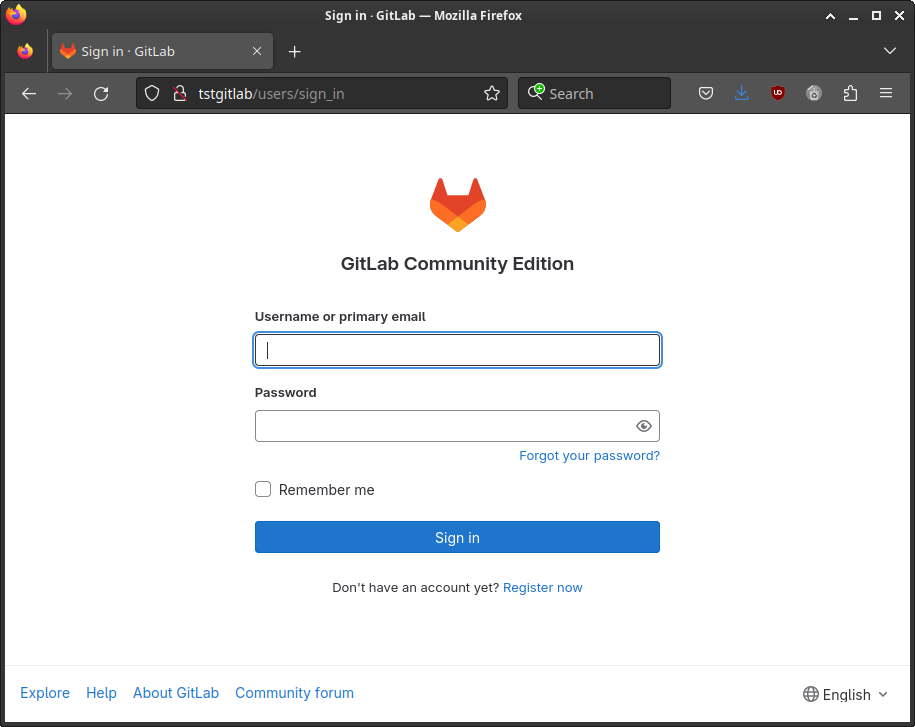 Sign in · GitLab — Mozilla Firefox
Sign in · GitLab
tstgitlab/users/sign_in
Search
GitLab Community Edition
Username or primary email
Password
Forgot your password?
Remember me
Sign in
Don't have an account yet? Register now
Explore Help About GitLab Community forum English